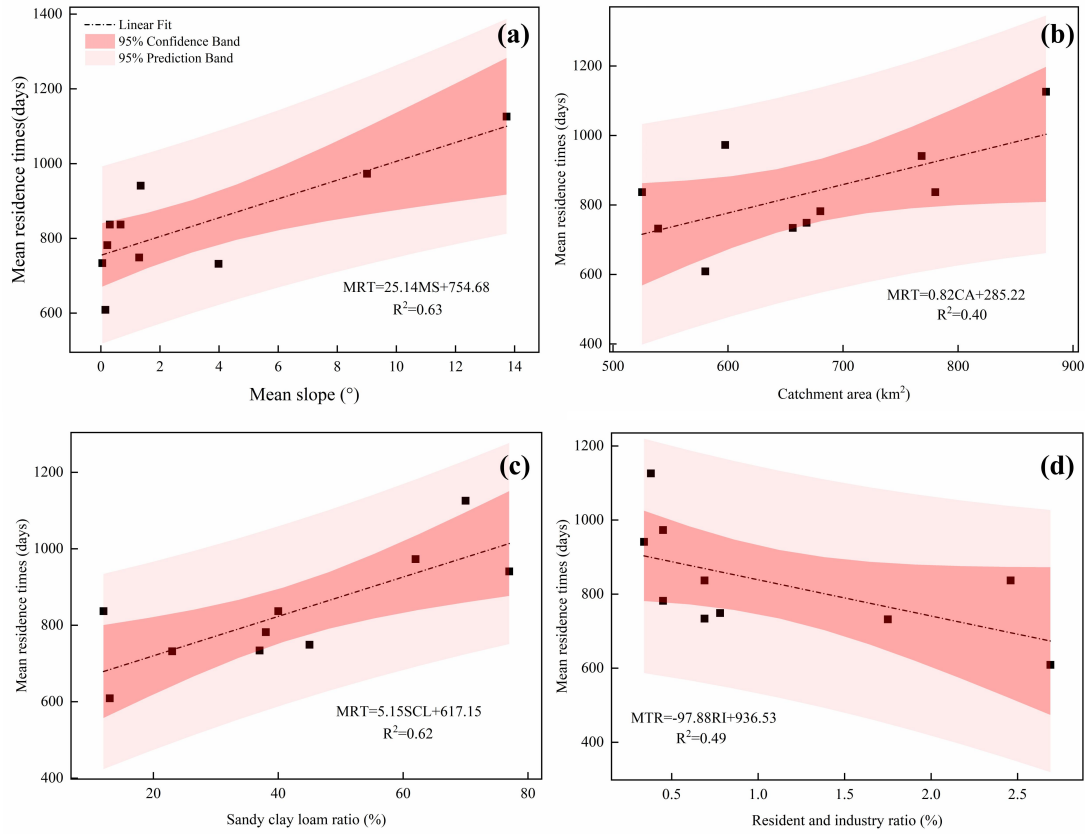 1400
1200
1000
800
600
Mean residence times(days)
Linear Fit
95% Confidence Band
95% Prediction Band
(a)
MRT=25.14MS+754.68
R²=0.63
0 2 4 6 8 10 12 14
Mean slope (°)
1200
1000
800
600
400
Mean residence times (days)
(b)
MRT=0.82CA+285.22
R²=0.40
500 600 700 800 900
Catchment area (km²)
1200
1000
800
600
400
Mean residence times (days)
(c)
MRT=5.15SCL+617.15
R²=0.62
20 40 60 80
Sandy clay loam ratio (%)
1200
1000
800
600
400
Mean residence times (days)
(d)
MTR=-97.88RI+936.53
R²=0.49
0.5 1.0 1.5 2.0 2.5
Resident and industry ratio (%)